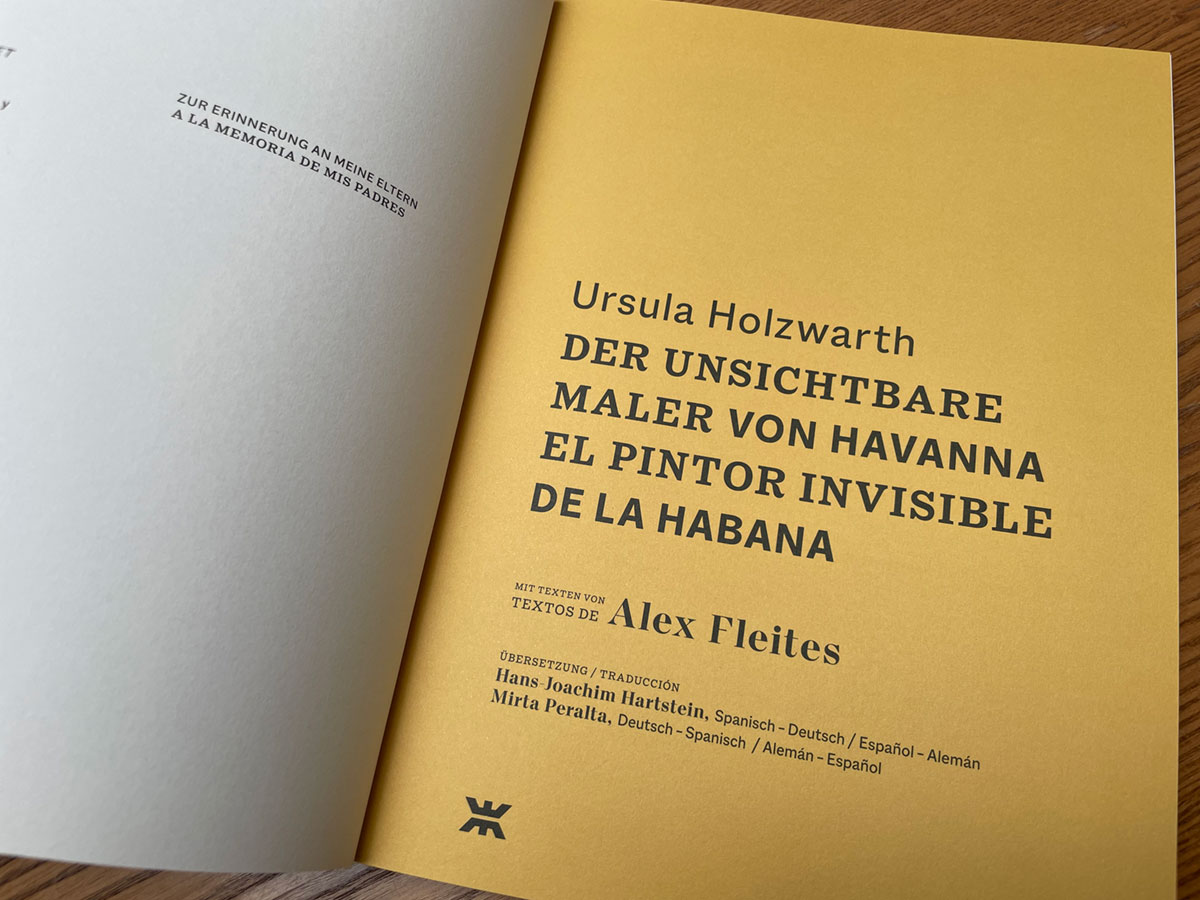 ZUR ERINNERUNG AN MEINE ELTERN
A LA MEMORIA DE MIS PADRES
Ursula Holzwarth
DER UNSICHTBARE
MALER VON HAVANNA
EL PINTOR INVISIBLE
DE LA HABANA
MIT TEXTEN VON
TEXTOS DE Alex Fleites
ÜBERSETZUNG / TRADUCCIÓN
Hans-Joachim Hartstein, Spanisch – Deutsch / Español – Alemán
Mirta Peralta, Deutsch – Spanisch / Alemán – Español